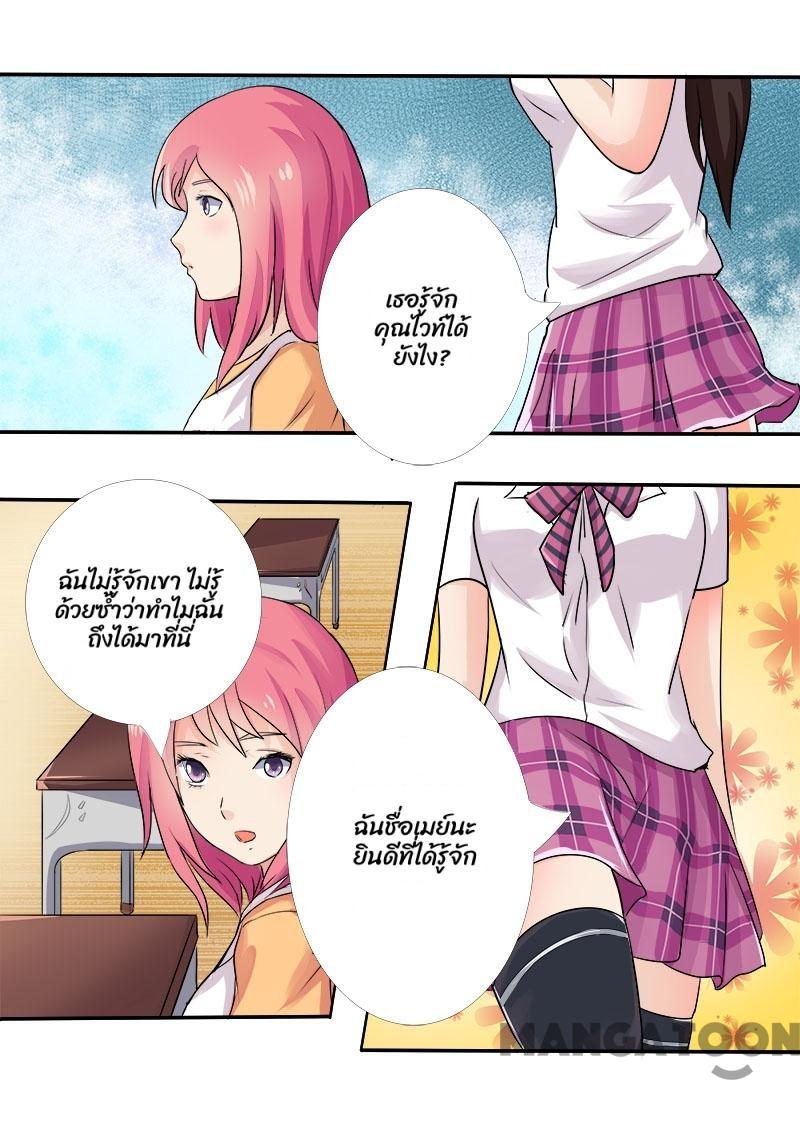 เธอรู้จัก
คุณไวท์ได้
ยังไง?
ฉันไม่รู้จักเขา ไม่รู้
ด้วยซ้ำว่าทำไมฉัน
ถึงได้มาที่นี่
ฉันชื่อเมย์นะ
ยินดีที่ได้รู้จัก
MANGATOON